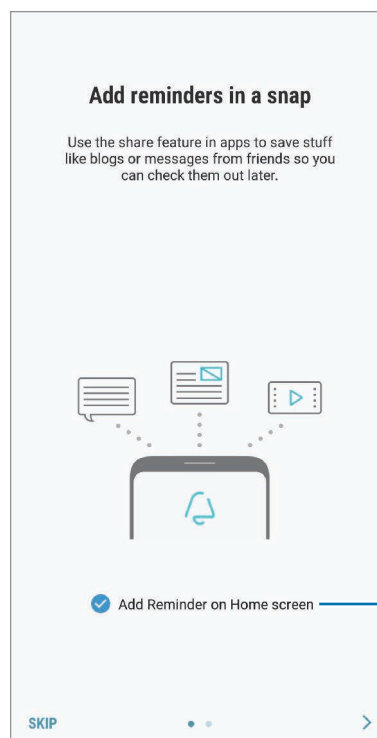 Add reminders in a snap
Use the share feature in apps to save stuff
like blogs or messages from friends so you
can check them out later.
Add Reminder on Home screen
SKIP